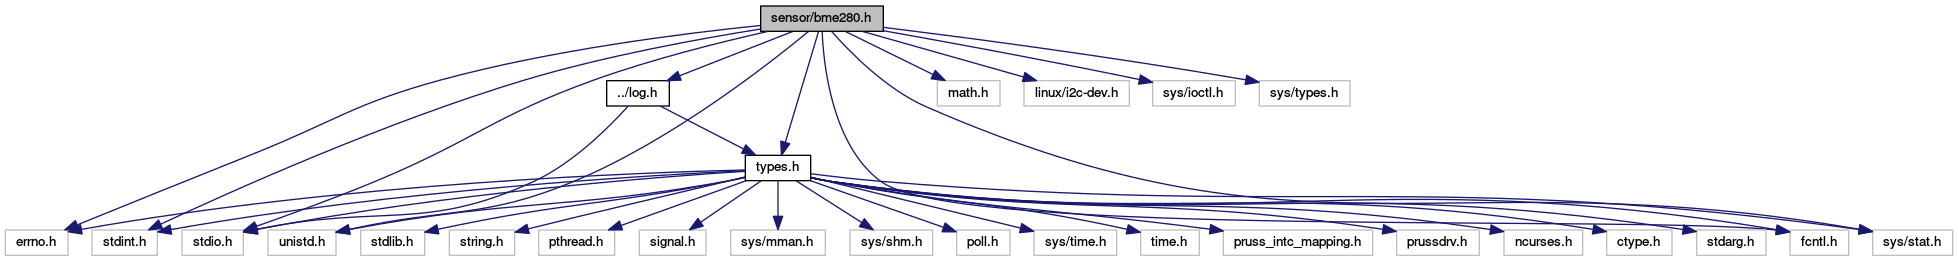 sensor/bme280.h
../log.h
math.h
linux/i2c-dev.h
sys/ioctl.h
sys/types.h
types.h
errno.h
stdint.h
stdio.h
unistd.h
stdlib.h
string.h
pthread.h
signal.h
sys/mman.h
sys/shm.h
poll.h
sys/time.h
time.h
pruss_intc_mapping.h
prussdrv.h
ncurses.h
ctype.h
stdarg.h
fcntl.h
sys/stat.h